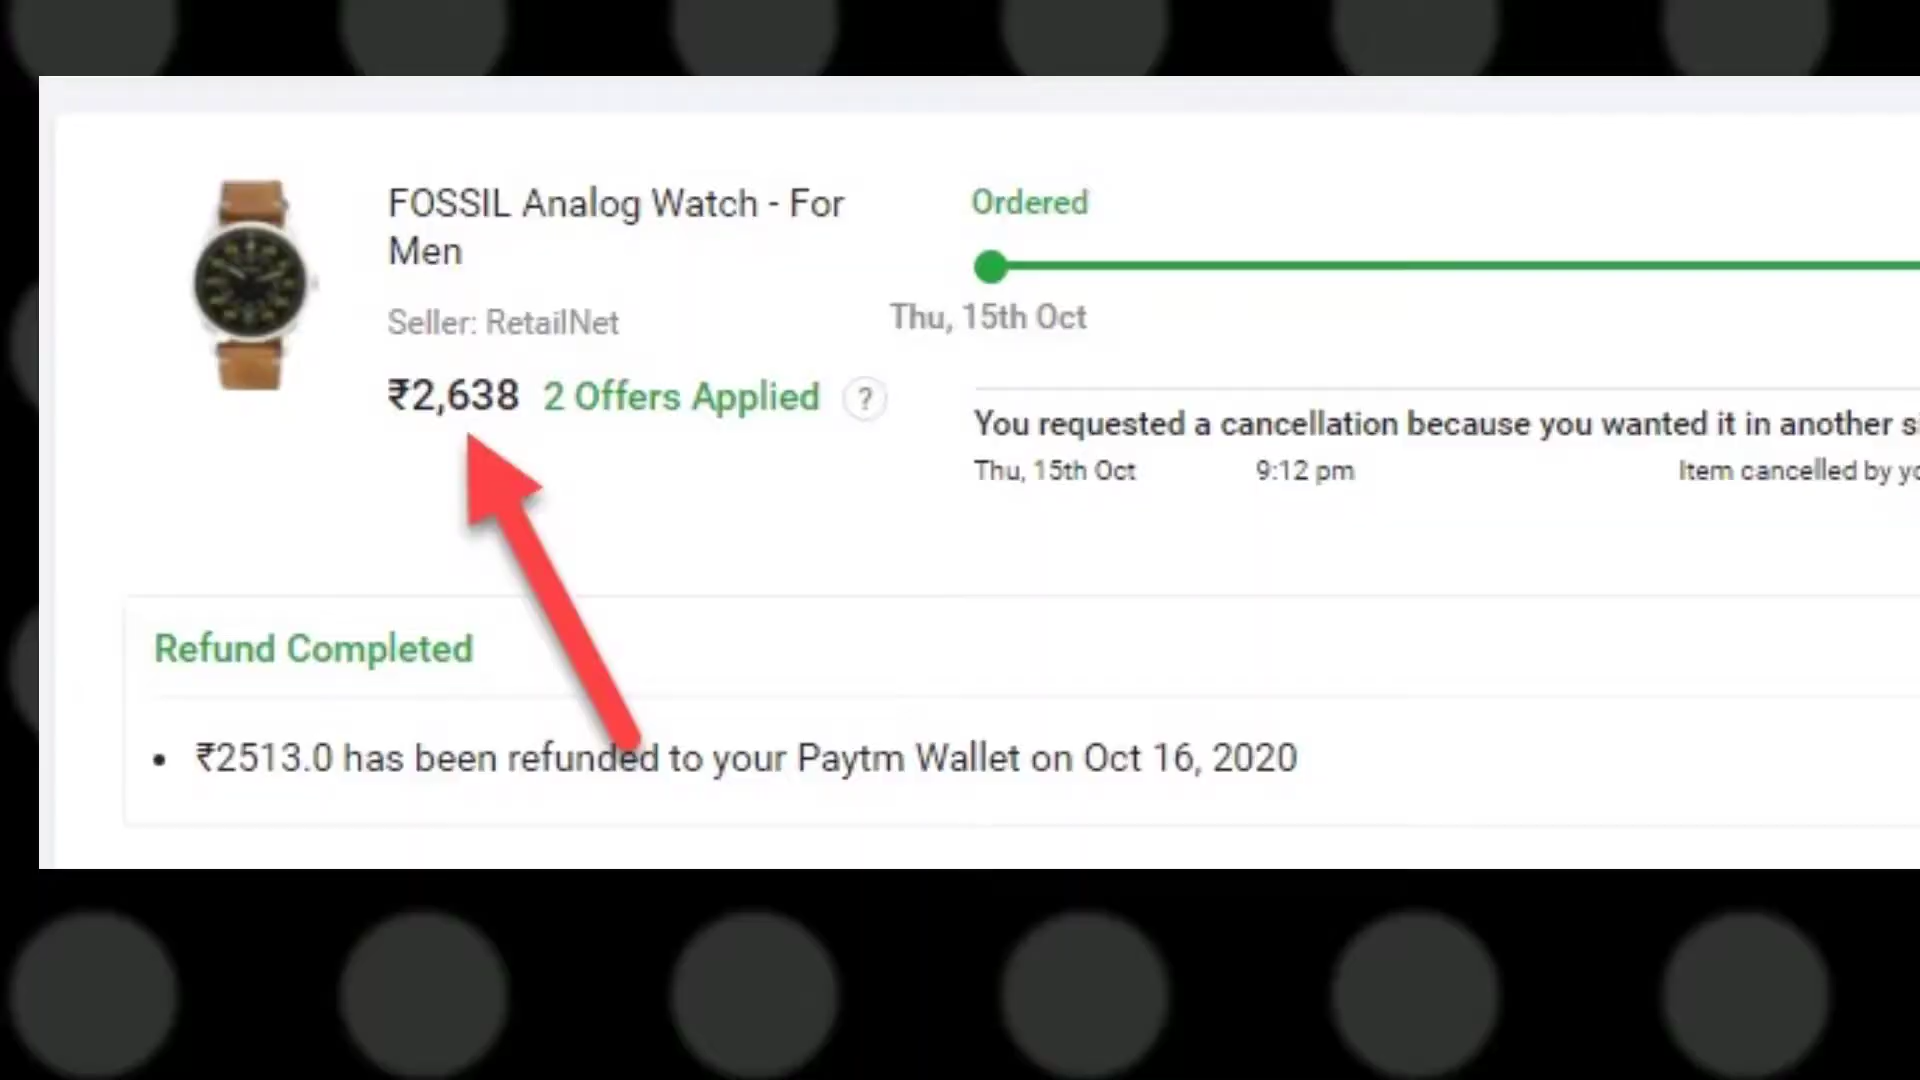 FOSSIL Analog Watch - For
Men
Seller: RetailNet
₹2,638 2 Offers Applied ?
Ordered
Thu, 15th Oct
You requested a cancellation because you wanted it in another
Thu, 15th Oct 9:12 pm Item cancelled by
Refund Completed
• ₹2513.0 has been refunded to your Paytm Wallet on Oct 16, 2020